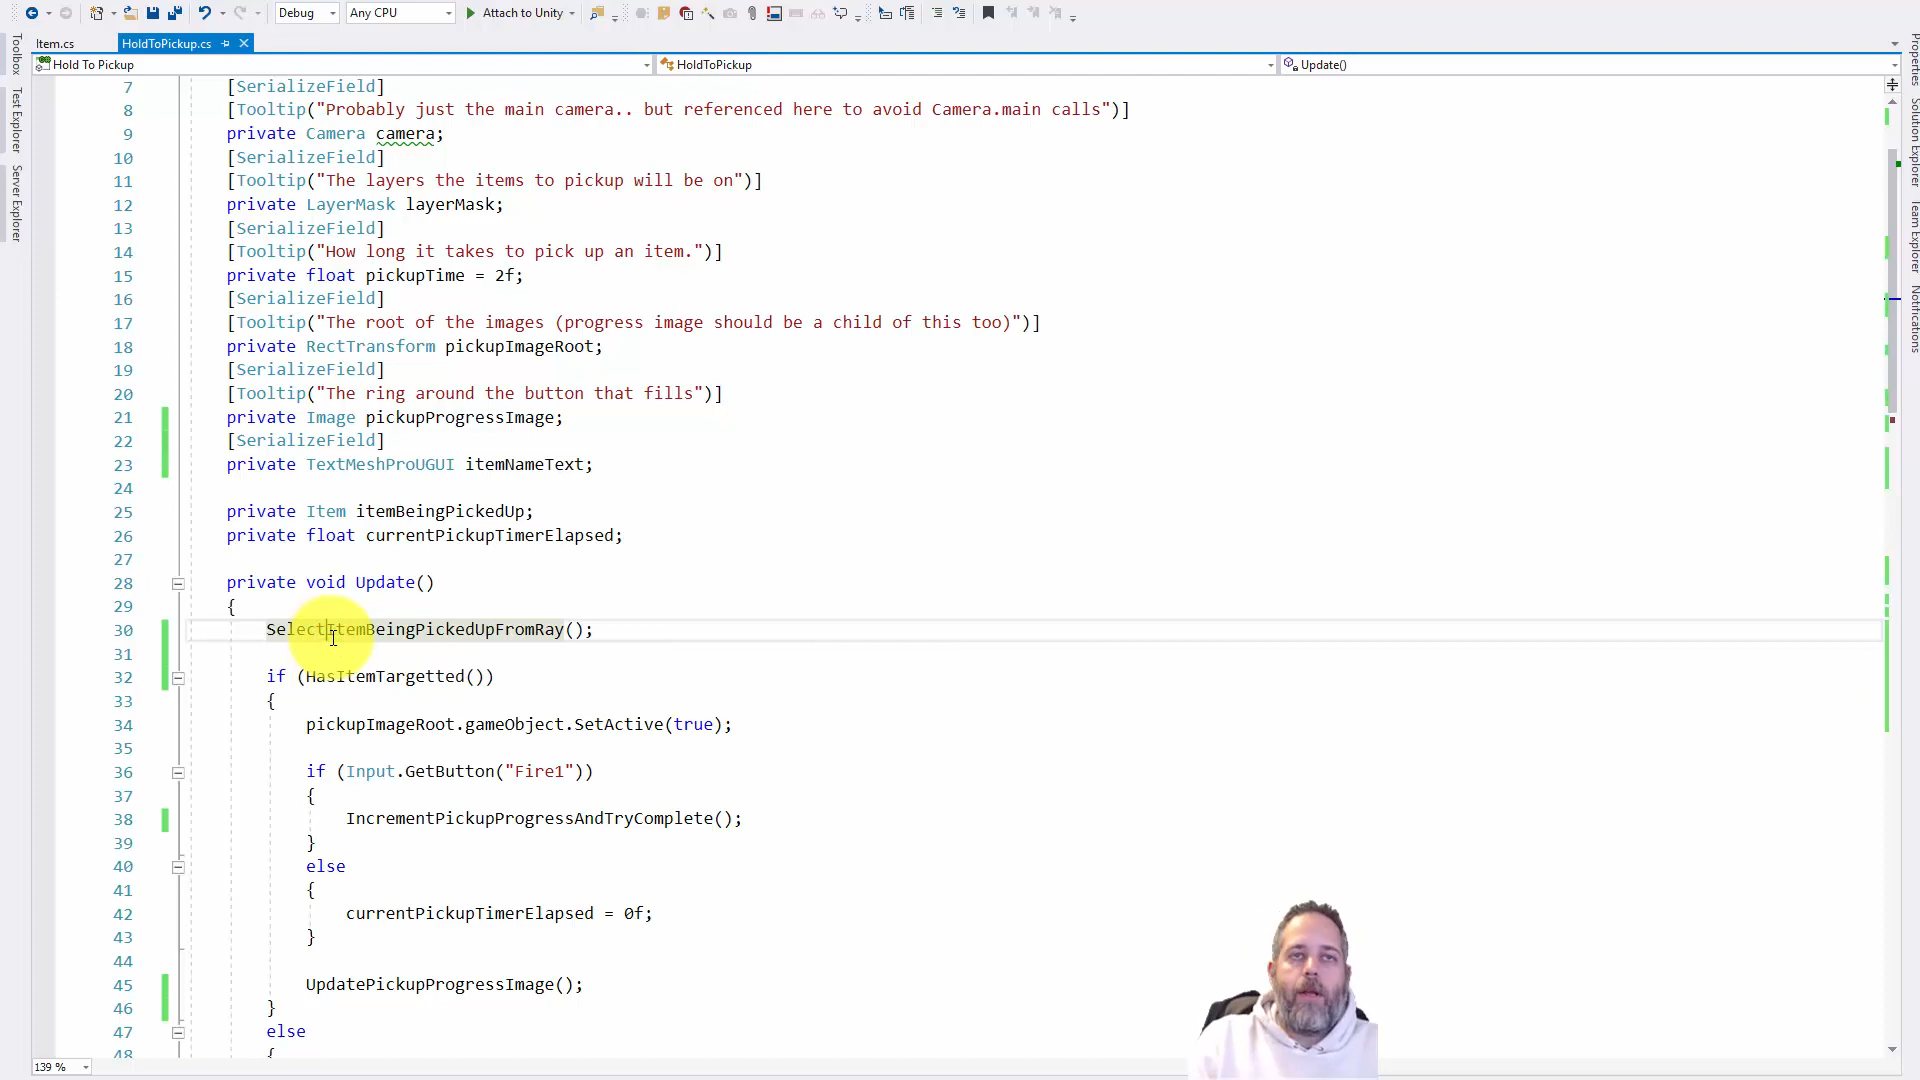 Debug
Any CPU
Attach to Unity
Item.cs
HoldToPickup.cs
Hold To Pickup
HoldToPickup
Update()
Toolbox
Test Explorer
Server Explorer
7 [SerializeField]
8 [Tooltip("Probably just the main camera.. but referenced here to avoid Camera.main calls")]
9 private Camera camera;
10 [SerializeField]
11 [Tooltip("The layers the items to pickup will be on")]
12 private LayerMask layerMask;
13 [SerializeField]
14 [Tooltip("How long it takes to pick up an item.")]
15 private float pickupTime = 2f;
16 [SerializeField]
17 [Tooltip("The root of the images (progress image should be a child of this too)")]
18 private RectTransform pickupImageRoot;
19 [SerializeField]
20 [Tooltip("The ring around the button that fills")]
21 private Image pickupProgressImage;
22 [SerializeField]
23 private TextMeshProUGUI itemNameText;
24
25 private Item itemBeingPickedUp;
26 private float currentPickupTimerElapsed;
27
28 private void Update()
29 {
30 SelectItemBeingPickedUpFromRay();
31
32 if (HasItemTargetted())
33 {
34 pickupImageRoot.gameObject.SetActive(true);
35
36 if (Input.GetButton("Fire1"))
37 {
38 IncrementPickupProgressAndTryComplete();
39 }
40 else
41 {
42 currentPickupTimerElapsed = 0f;
43 }
44
45 UpdatePickupProgressImage();
46 }
47 else
48 {
139 %
Properties
Solution Explorer
Team Explorer
Notifications